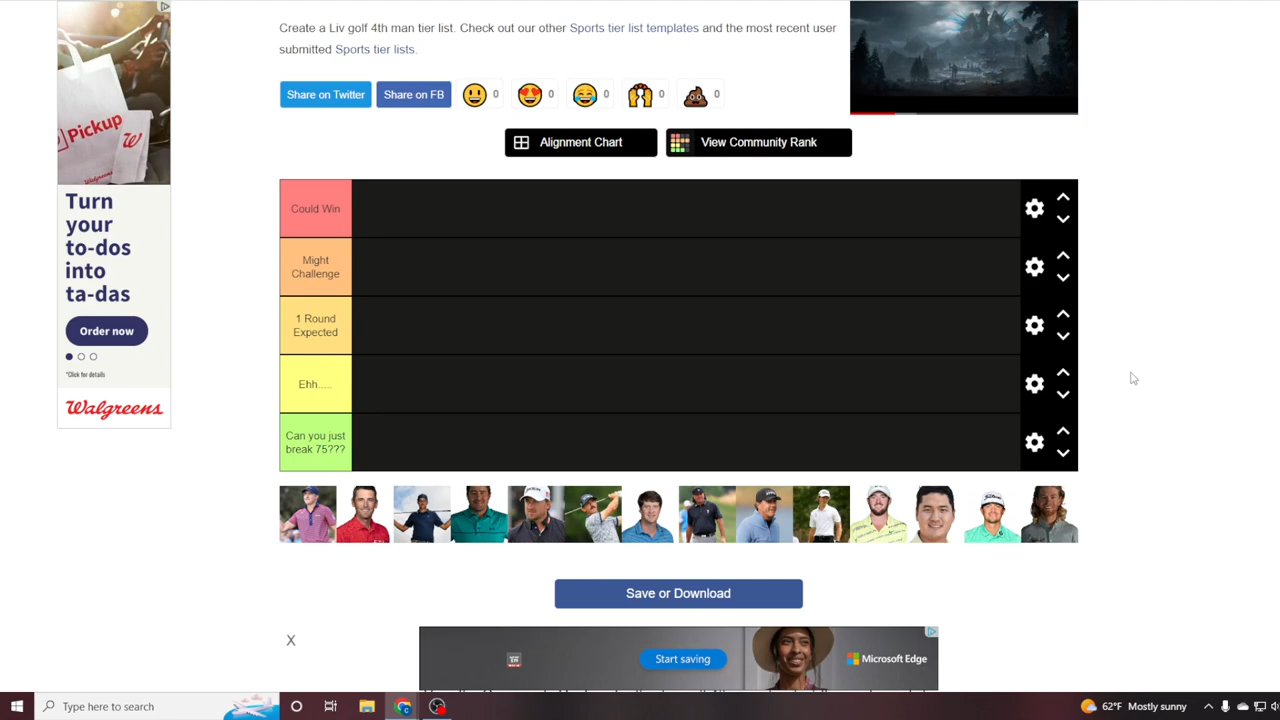 Create a Liv golf 4th man tier list. Check out our other Sports tier list templates and the most recent user
submitted Sports tier lists.
Share on Twitter
Share on FB
0
0
0
0
0
Alignment Chart
View Community Rank
Pickup
Turn
your
to-dos
into
ta-das
Order now
*Click for details
Walgreens
Could Win
Might
Challenge
1 Round
Expected
Ehh.....
Can you just
break 75???
Save or Download
X
Start saving
Microsoft Edge
Type here to search
62°F Mostly sunny